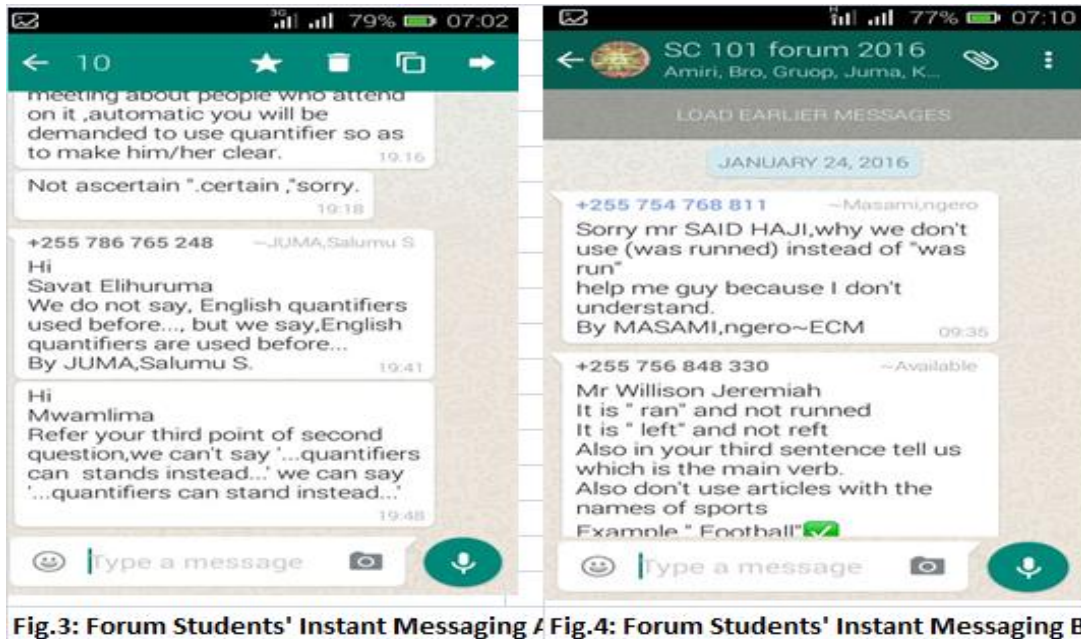 3G 79% 07:02
← 10
meeting about people who attend
on it ,automatic you will be
demanded to use quantifier so as
to make him/her clear. 19:16
Not ascertain ".certain ,"sorry.
19:18
+255 786 765 248 ~JUMA,Salumu S
Hi
Savat Elihuruma
We do not say, English quantifiers
used before..., but we say,English
quantifiers are used before...
By JUMA,Salumu S. 19:41
Hi
Mwamlima
Refer your third point of second
question,we can't say '...quantifiers
can stands instead...' we can say
'...quantifiers can stand instead...'
19:48
Type a message
Fig.3: Forum Students' Instant Messaging A
H 77% 07:10
SC 101 forum 2016
Amiri, Bro, Gruop, Juma, K...
LOAD EARLIER MESSAGES
JANUARY 24, 2016
+255 754 768 811 ~Masami,ngero
Sorry mr SAID HAJI,why we don't
use (was runned) instead of "was
run"
help me guy because I don't
understand.
By MASAMI,ngero~ECM 09:35
+255 756 848 330 ~Available
Mr Willison Jeremiah
It is " ran" and not runned
It is " left" and not reft
Also in your third sentence tell us
which is the main verb.
Also don't use articles with the
names of sports
Example " Football"✅
Type a message
Fig.4: Forum Students' Instant Messaging B